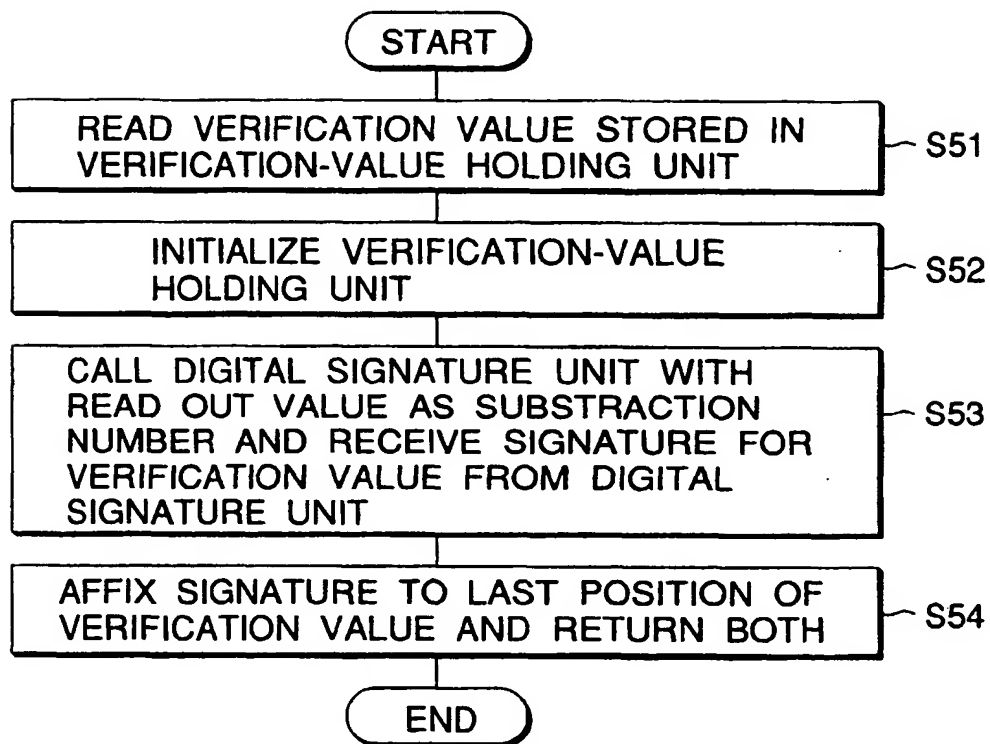 START
READ VERIFICATION VALUE STORED IN
VERIFICATION-VALUE HOLDING UNIT
S51
INITIALIZE VERIFICATION-VALUE
HOLDING UNIT
S52
CALL DIGITAL SIGNATURE UNIT WITH
READ OUT VALUE AS SUBSTRACTION
NUMBER AND RECEIVE SIGNATURE FOR
VERIFICATION VALUE FROM DIGITAL
SIGNATURE UNIT
S53
AFFIX SIGNATURE TO LAST POSITION OF
VERIFICATION VALUE AND RETURN BOTH
S54
END